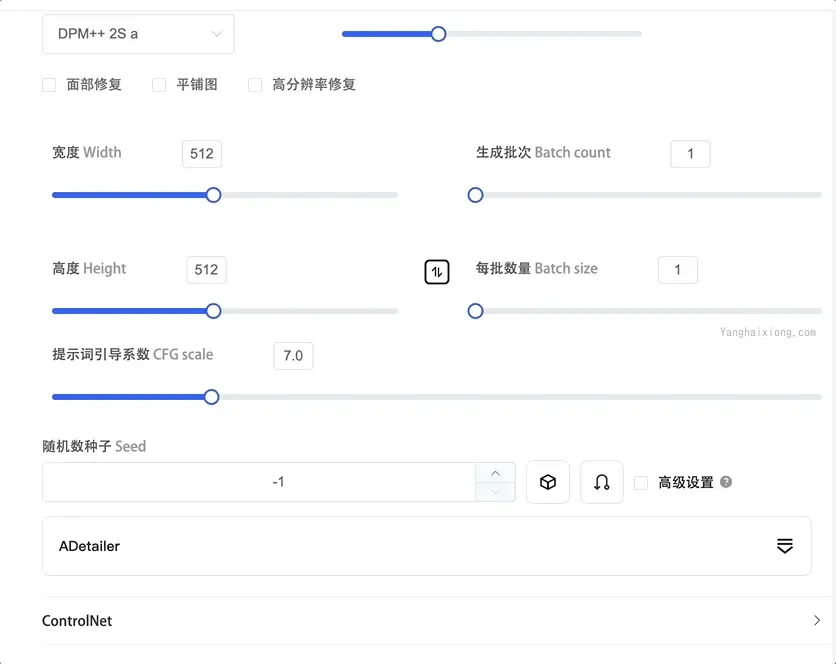 DPM++ 2S a
面部修复 平铺图 高分辨率修复
宽度 Width 512 生成批次 Batch count 1
高度 Height 512 每批数量 Batch size 1
Yanghaixiong.com
提示词引导系数 CFG scale 7.0
随机数种子 Seed
-1 高级设置 ?
ADetailer
ControlNet